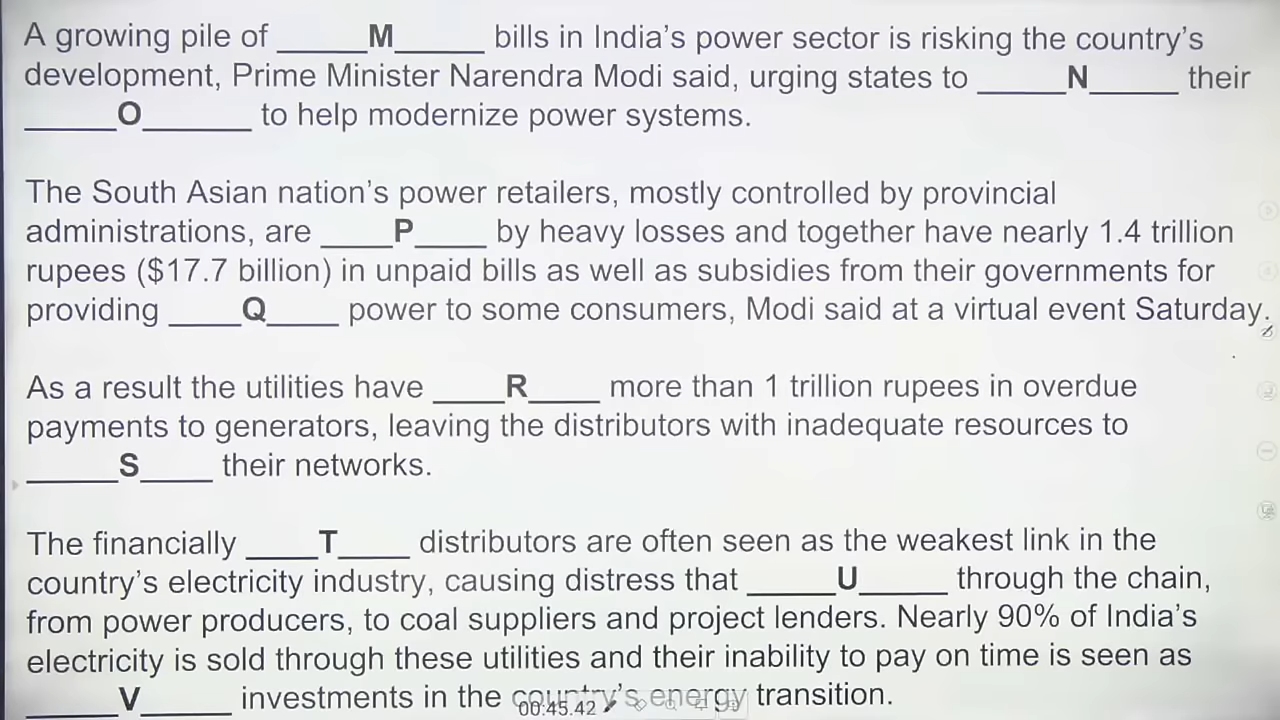 A growing pile of _____M_____ bills in India's power sector is risking the country's
development, Prime Minister Narendra Modi said, urging states to _____N_____ their
_____O______ to help modernize power systems.
The South Asian nation's power retailers, mostly controlled by provincial
administrations, are ____P____ by heavy losses and together have nearly 1.4 trillion
rupees ($17.7 billion) in unpaid bills as well as subsidies from their governments for
providing ____Q____ power to some consumers, Modi said at a virtual event Saturday.
As a result the utilities have ____R____ more than 1 trillion rupees in overdue
payments to generators, leaving the distributors with inadequate resources to
_____S____ their networks.
The financially ____T____ distributors are often seen as the weakest link in the
country's electricity industry, causing distress that _____U_____ through the chain,
from power producers, to coal suppliers and project lenders. Nearly 90% of India's
electricity is sold through these utilities and their inability to pay on time is seen as
_____V_____ investments in the country's energy transition.
00:45.42